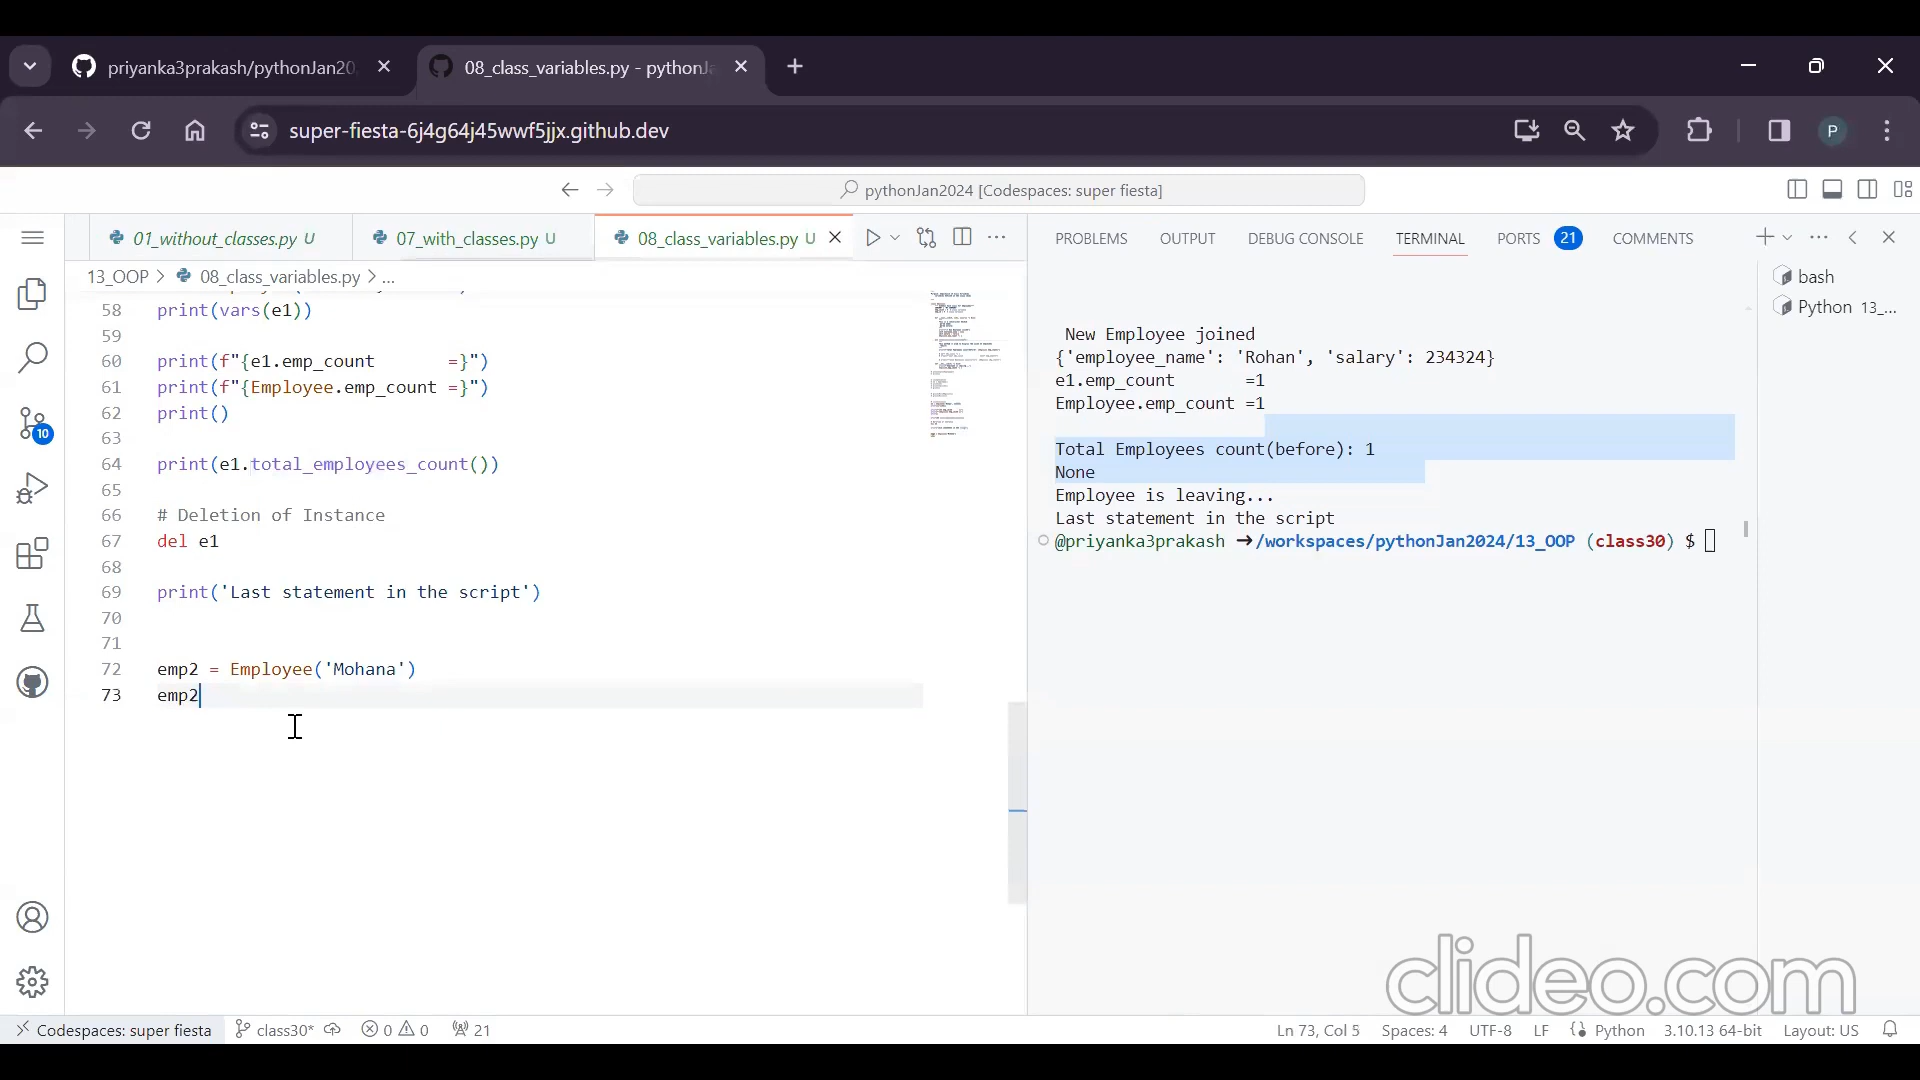 priyanka3prakash/pythonJan20
08_class_variables.py - pythonJa
super-fiesta-6j4g64j45wwf5jjx.github.dev
P
pythonJan2024 [Codespaces: super fiesta]
01_without_classes.py U
07_with_classes.py U
08_class_variables.py U
13_OOP > 08_class_variables.py > ...
58 print(vars(e1))
59
60 print(f"{e1.emp_count       =}")
61 print(f"{Employee.emp_count =}")
62 print()
63
64 print(e1.total_employees_count())
65
66 # Deletion of Instance
67 del e1
68
69 print('Last statement in the script')
70
71
72 emp2 = Employee('Mohana')
73 emp2
10
PROBLEMS OUTPUT DEBUG CONSOLE TERMINAL PORTS 21 COMMENTS
New Employee joined
{'employee_name': 'Rohan', 'salary': 234324}
e1.emp_count       =1
Employee.emp_count =1
Total Employees count(before): 1
None
Employee is leaving...
Last statement in the script
@priyanka3prakash →/workspaces/pythonJan2024/13_OOP (class30) $
bash
Python 13_...
clideo.com
Codespaces: super fiesta class30* 0 0 21
Ln 73, Col 5 Spaces: 4 UTF-8 LF Python 3.10.13 64-bit Layout: US